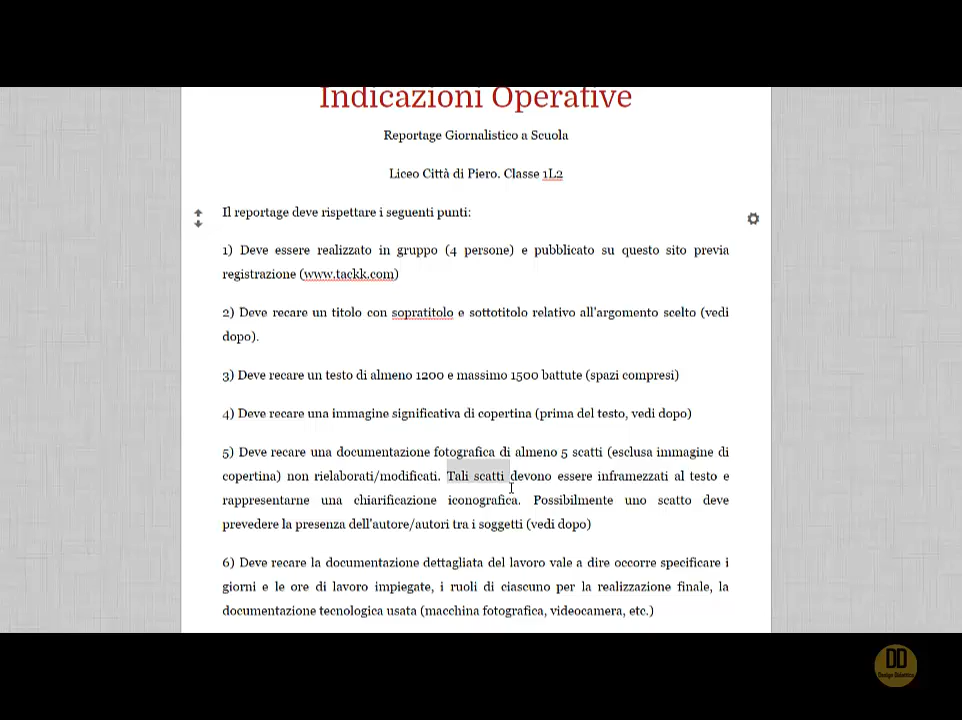 Indicazioni Operative
Reportage Giornalistico a Scuola
Liceo Città di Piero. Classe 1L2
Il reportage deve rispettare i seguenti punti:
1) Deve essere realizzato in gruppo (4 persone) e pubblicato su questo sito previa
registrazione (www.tackk.com)
2) Deve recare un titolo con sopratitolo e sottotitolo relativo all'argomento scelto (vedi
dopo).
3) Deve recare un testo di almeno 1200 e massimo 1500 battute (spazi compresi)
4) Deve recare una immagine significativa di copertina (prima del testo, vedi dopo)
5) Deve recare una documentazione fotografica di almeno 5 scatti (esclusa immagine di
copertina) non rielaborati/modificati. Tali scatti devono essere inframezzati al testo e
rappresentarne una chiarificazione iconografica. Possibilmente uno scatto deve
prevedere la presenza dell'autore/autori tra i soggetti (vedi dopo)
6) Deve recare la documentazione dettagliata del lavoro vale a dire occorre specificare i
giorni e le ore di lavoro impiegate, i ruoli di ciascuno per la realizzazione finale, la
documentazione tecnologica usata (macchina fotografica, videocamera, etc.)
DD
Design Didattico